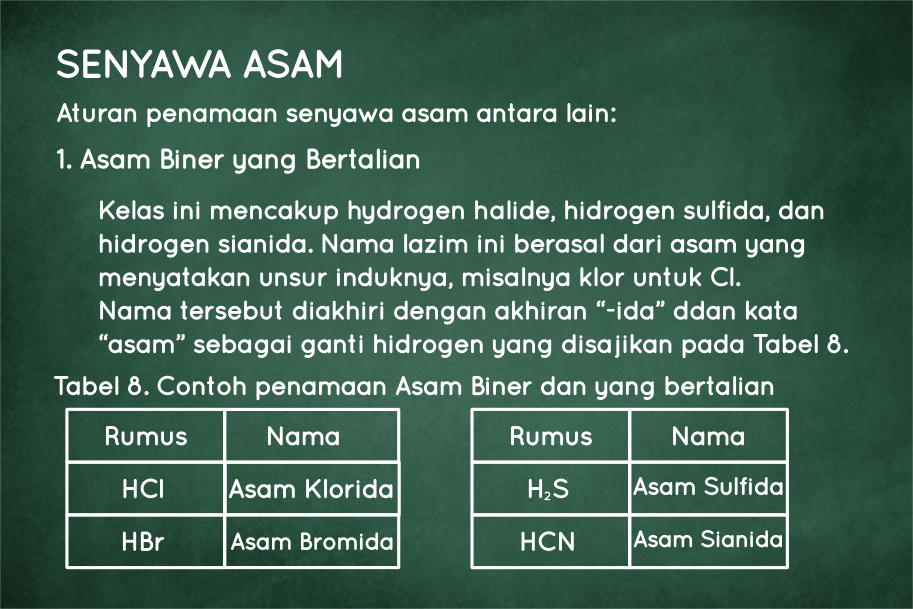 SENYAWA ASAM
Aturan penamaan senyawa asam antara lain:
1. Asam Biner yang Bertalian
Kelas ini mencakup hydrogen halide, hidrogen sulfida, dan
hidrogen sianida. Nama lazim ini berasal dari asam yang
menyatakan unsur induknya, misalnya klor untuk Cl.
Nama tersebut diakhiri dengan akhiran “-ida” ddan kata
“asam” sebagai ganti hidrogen yang disajikan pada Tabel 8.
Tabel 8. Contoh penamaan Asam Biner dan yang bertalian
Rumus Nama
HCl Asam Klorida
HBr Asam Bromida
Rumus Nama
H₂S Asam Sulfida
HCN Asam Sianida